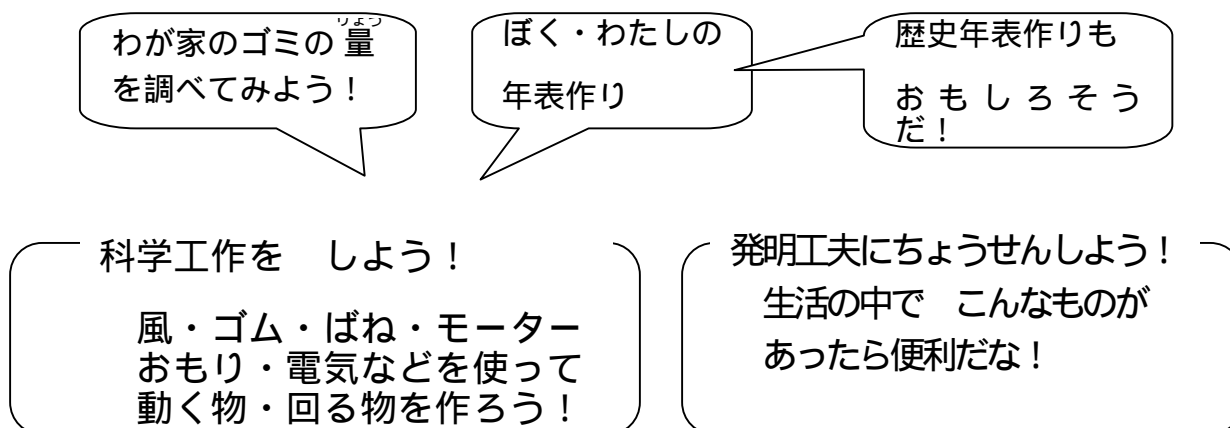 わが家のゴミの量
りょう
を調べてみよう！
ぼく・わたしの
年表作り
歴史年表作りも
おもしろそう
だ！
科学工作を　しよう！
風・ゴム・ばね・モーター
おもり・電気などを使って
動く物・回る物を作ろう！
発明工夫にちょうせんしよう！
生活の中で　こんなものが
あったら便利だな！